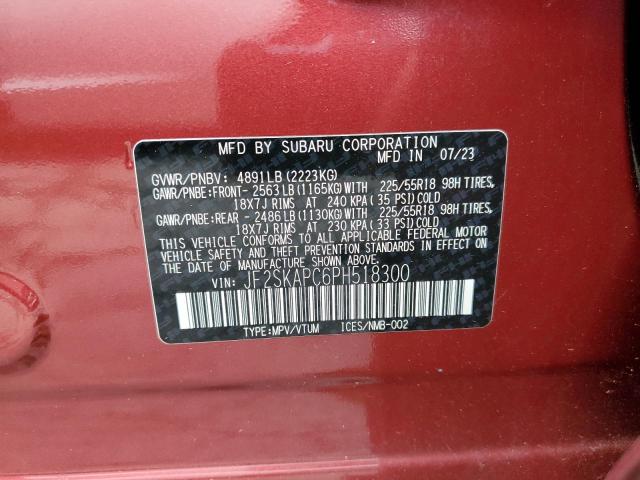 MFD BY SUBARU CORPORATION
MFD IN 07/23
GVWR/PNBV: 4891LB(2223KG)
GAWR/PNBE:FRONT- 2563LB(1165KG)WITH 225/55R18 98H TIRES,
18X7J RIMS AT 240 KPA(35 PSI)COLD
GAWR/PNBE:REAR - 2486LB(1130KG)WITH 225/55R18 98H TIRES,
18X7J RIMS AT 230 KPA(33 PSI)COLD
THIS VEHICLE CONFORMS TO ALL APPLICABLE FEDERAL MOTOR
VEHICLE SAFETY AND THEFT PREVENTION STANDARDS IN EFFECT
ON THE DATE OF MANUFACTURE SHOWN ABOVE.
VIN: JF2SKAPC6PH518300
TYPE:MPV/VTUM ICES/NMB-002